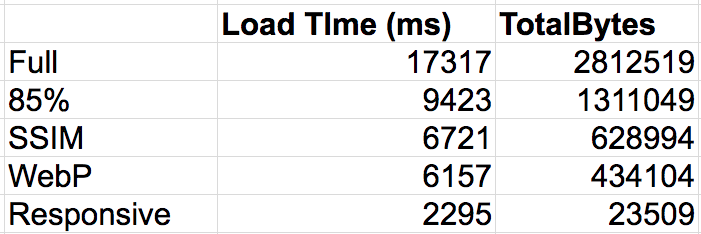 Load TIme (ms) TotalBytes
Full 17317 2812519
85% 9423 1311049
SSIM 6721 628994
WebP 6157 434104
Responsive 2295 23509